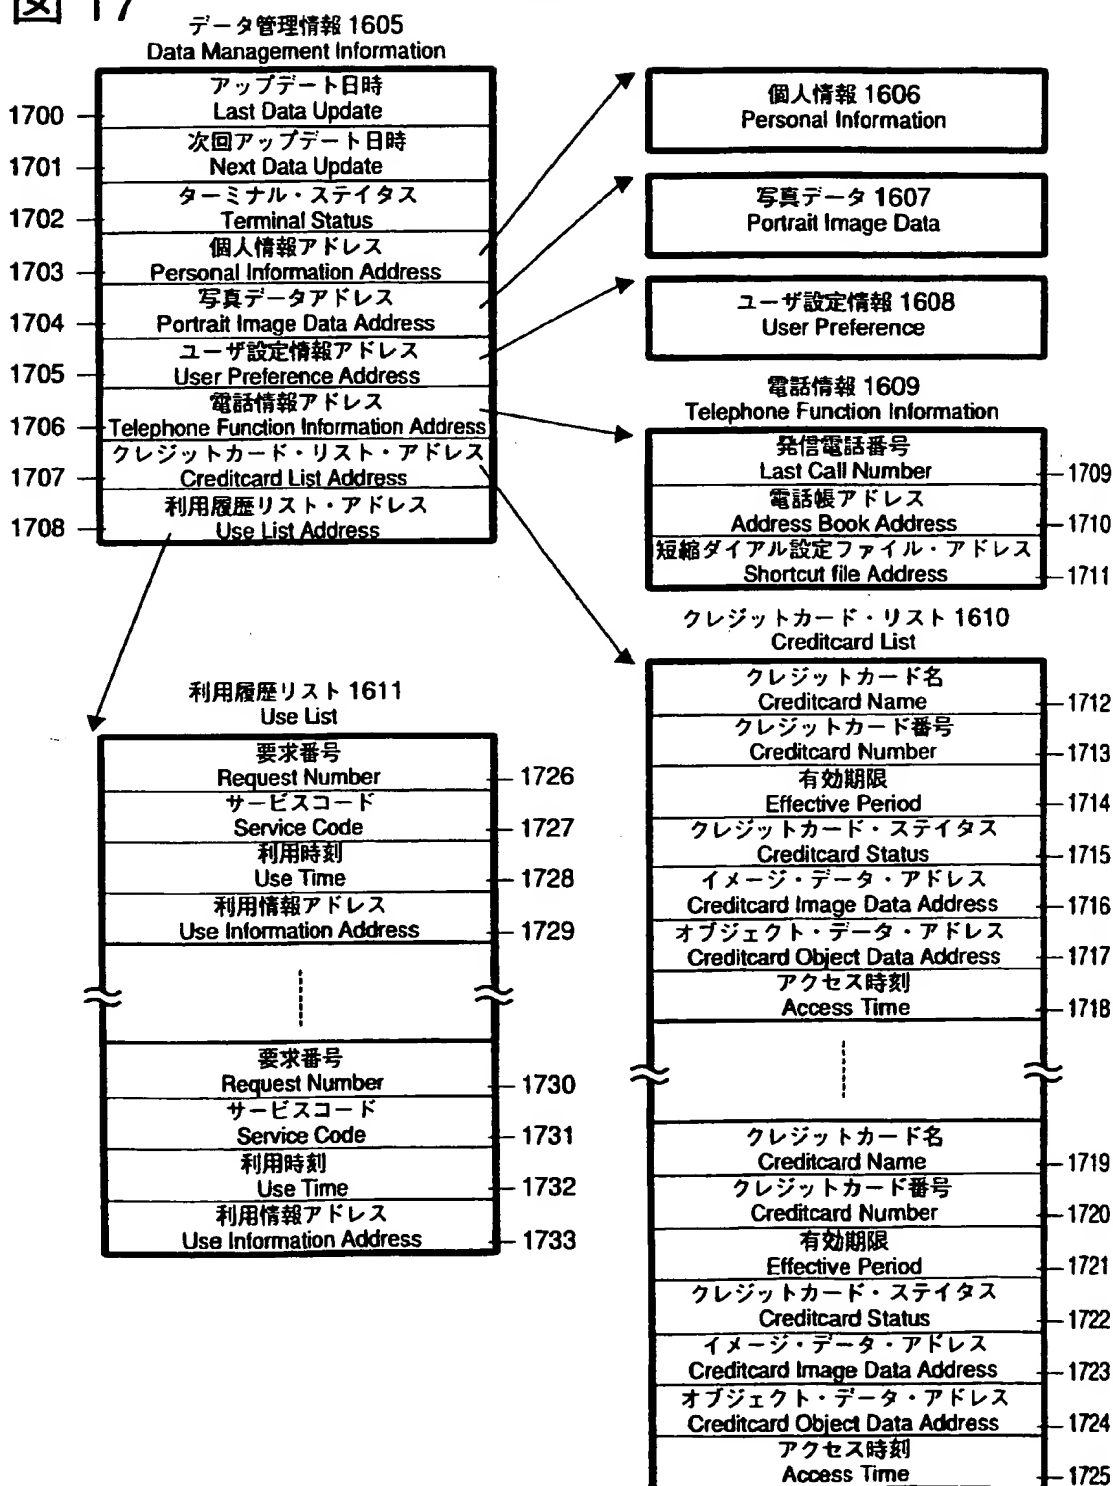 図 17
データ管理情報 1605
Data Management Information
アップデート日時
Last Data Update
1700
次回アップデート日時
Next Data Update
1701
ターミナル・ステイタス
Terminal Status
1702
個人情報アドレス
Personal Information Address
1703
写真データアドレス
Portrait Image Data Address
1704
ユーザ設定情報アドレス
User Preference Address
1705
電話情報アドレス
Telephone Function Information Address
1706
クレジットカード・リスト・アドレス
Creditcard List Address
1707
利用履歴リスト・アドレス
Use List Address
1708
個人情報 1606
Personal Information
写真データ 1607
Portrait Image Data
ユーザ設定情報 1608
User Preference
電話情報 1609
Telephone Function Information
発信電話番号
Last Call Number
1709
電話帳アドレス
Address Book Address
1710
短縮ダイアル設定ファイル・アドレス
Shortcut file Address
1711
クレジットカード・リスト 1610
Creditcard List
クレジットカード名
Creditcard Name
1712
クレジットカード番号
Creditcard Number
1713
有効期限
Effective Period
1714
クレジットカード・ステイタス
Creditcard Status
1715
イメージ・データ・アドレス
Creditcard Image Data Address
1716
オブジェクト・データ・アドレス
Creditcard Object Data Address
1717
アクセス時刻
Access Time
1718
クレジットカード名
Creditcard Name
1719
クレジットカード番号
Creditcard Number
1720
有効期限
Effective Period
1721
クレジットカード・ステイタス
Creditcard Status
1722
イメージ・データ・アドレス
Creditcard Image Data Address
1723
オブジェクト・データ・アドレス
Creditcard Object Data Address
1724
アクセス時刻
Access Time
1725
利用履歴リスト 1611
Use List
要求番号
Request Number
1726
サービスコード
Service Code
1727
利用時刻
Use Time
1728
利用情報アドレス
Use Information Address
1729
要求番号
Request Number
1730
サービスコード
Service Code
1731
利用時刻
Use Time
1732
利用情報アドレス
Use Information Address
1733